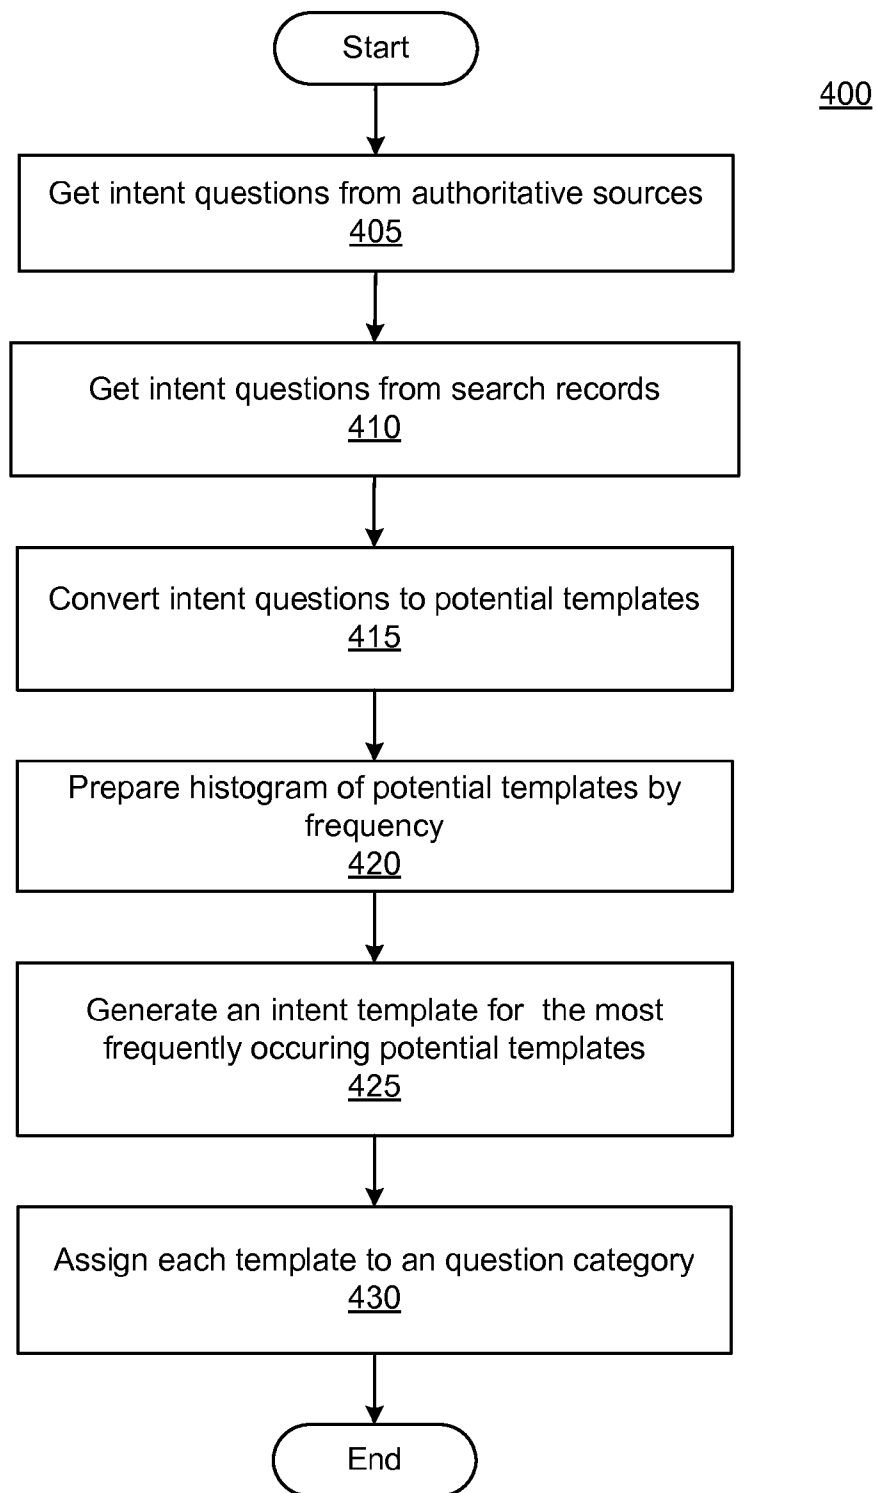 Start
400
Get intent questions from authoritative sources
405
Get intent questions from search records
410
Convert intent questions to potential templates
415
Prepare histogram of potential templates by
frequency
420
Generate an intent template for the most
frequently occuring potential templates
425
Assign each template to an question category
430
End